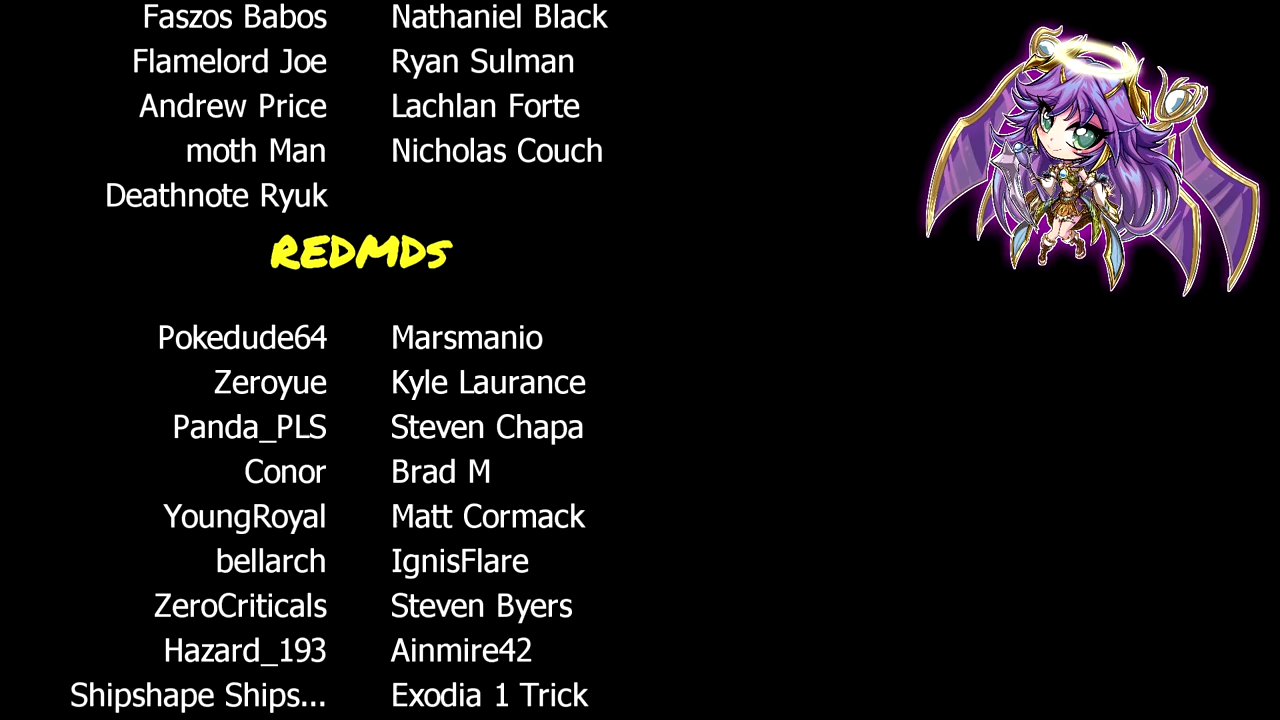 Faszos Babos Nathaniel Black
Flamelord Joe Ryan Sulman
Andrew Price Lachlan Forte
moth Man Nicholas Couch
Deathnote Ryuk
REDMDs
Pokedude64 Marsmanio
Zeroyue Kyle Laurance
Panda_PLS Steven Chapa
Conor Brad M
YoungRoyal Matt Cormack
bellarch IgnisFlare
ZeroCriticals Steven Byers
Hazard_193 Ainmire42
Shipshape Ships... Exodia 1 Trick